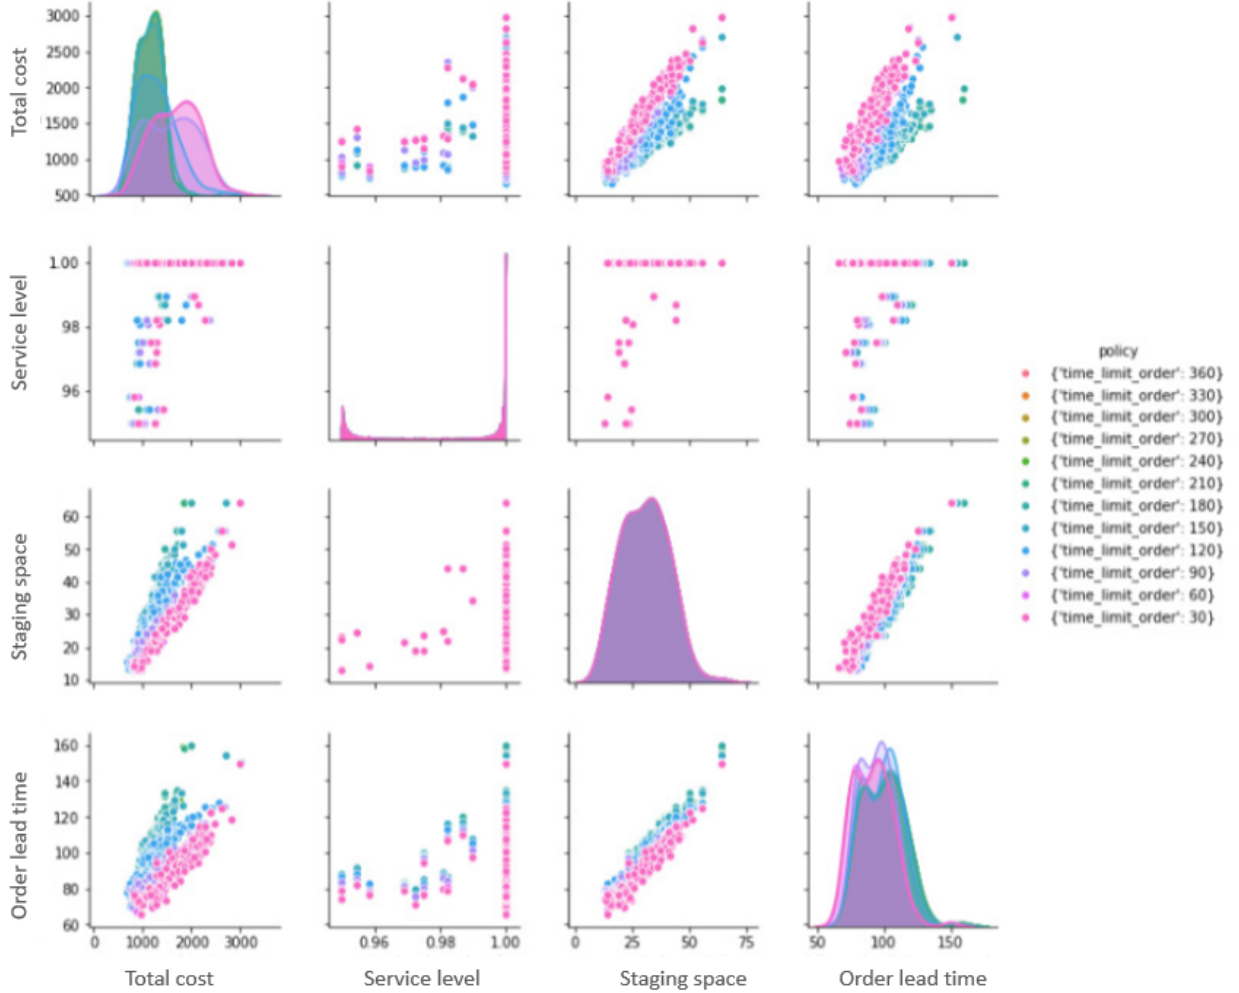 Total cost
3000
2500
2000
1500
1000
500
Service level
1.00
98
96
Staging space
60
50
40
30
20
10
Order lead time
160
140
120
100
80
60
0 1000 2000 3000
0.96 0.98 1.00
0 25 50 75
50 100 150
Total cost
Service level
Staging space
Order lead time
policy
{'time_limit_order': 360}
{'time_limit_order': 330}
{'time_limit_order': 300}
{'time_limit_order': 270}
{'time_limit_order': 240}
{'time_limit_order': 210}
{'time_limit_order': 180}
{'time_limit_order': 150}
{'time_limit_order': 120}
{'time_limit_order': 90}
{'time_limit_order': 60}
{'time_limit_order': 30}